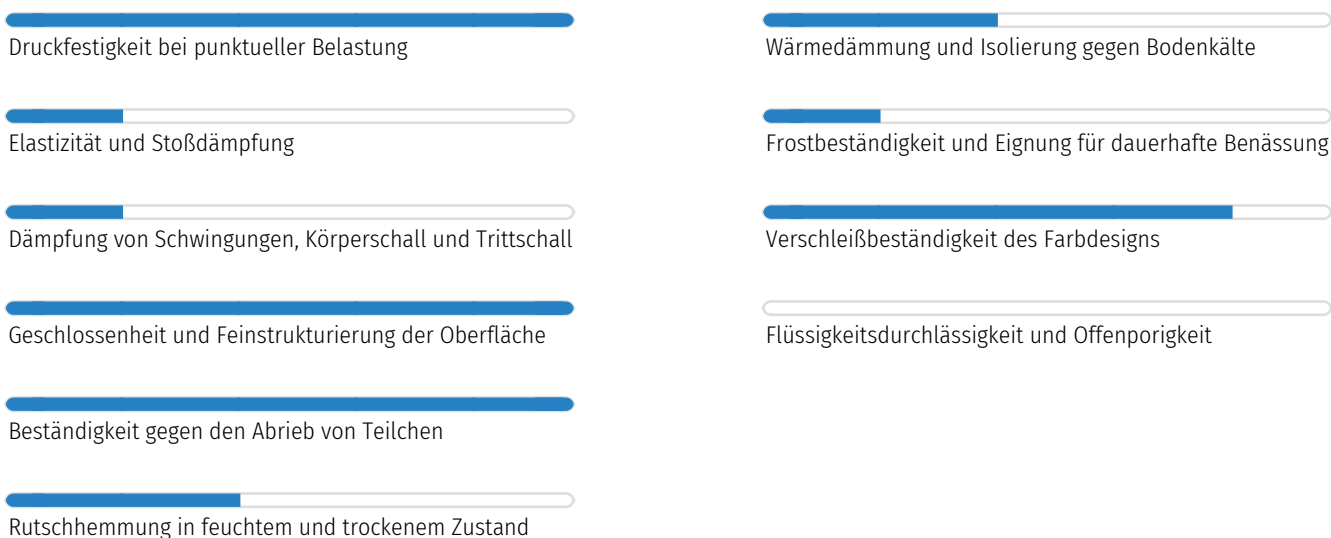 Druckfestigkeit bei punktueller Belastung
Elastizität und Stoßdämpfung
Dämpfung von Schwingungen, Körperschall und Trittschall
Geschlossenheit und Feinstrukturierung der Oberfläche
Beständigkeit gegen den Abrieb von Teilchen
Rutschhemmung in feuchtem und trockenem Zustand
Wärmedämmung und Isolierung gegen Bodenkälte
Frostbeständigkeit und Eignung für dauerhafte Benässung
Verschleißbeständigkeit des Farbdesigns
Flüssigkeitsdurchlässigkeit und Offenporigkeit